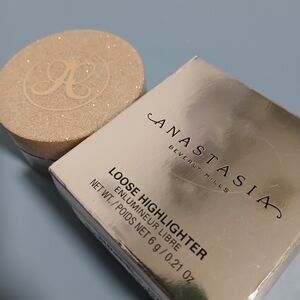 A
ANASTASIA
BEVERLY HILLS
LOOSE HIGHLIGHTER
ENLUMINEUR LIBRE
NET WT. / POIDS NET 6 g / 0.21 oz